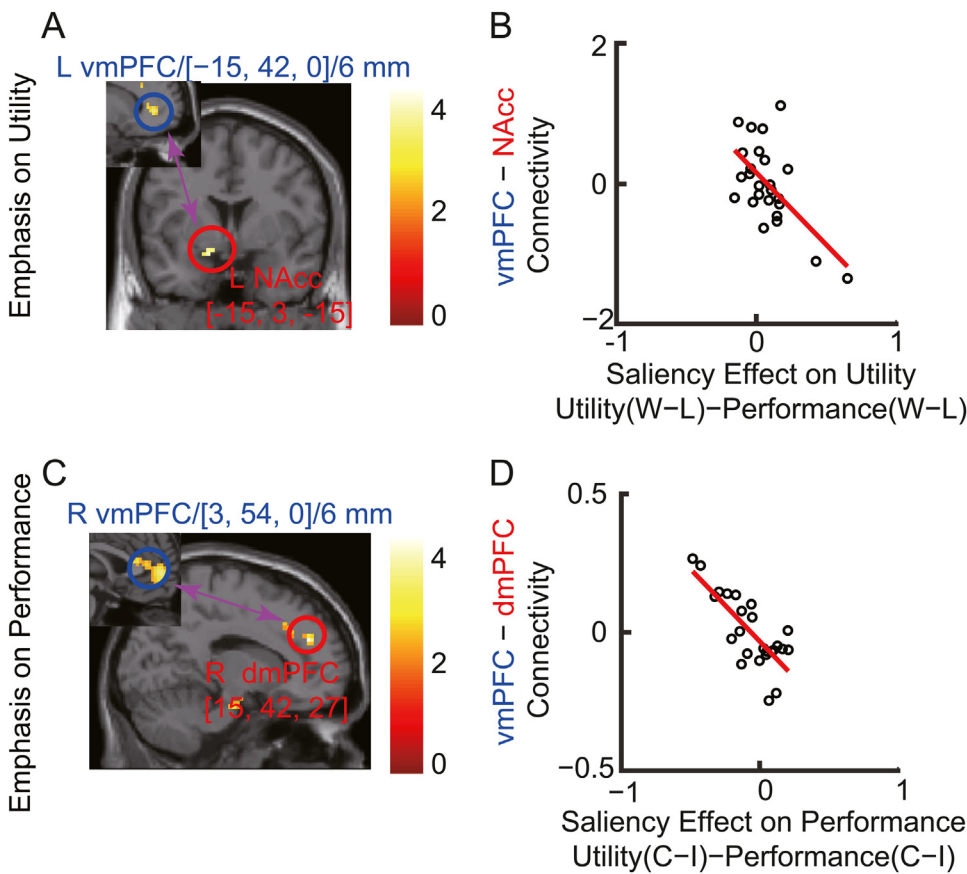 A
L vmPFC/[−15, 42, 0]/6 mm
Emphasis on Utility
L NAcc
[-15, 3, -15]
4
2
0
B
vmPFC − NAcc
Connectivity
2
0
−2
-1
0
1
Saliency Effect on Utility
Utility(W−L)−Performance(W−L)
C
R vmPFC/[3, 54, 0]/6 mm
Emphasis on Performance
R dmPFC
[15, 42, 27]
4
2
0
D
vmPFC − dmPFC
Connectivity
0.5
0
−0.5
−1
0
1
Saliency Effect on Performance
Utility(C−I)−Performance(C−I)